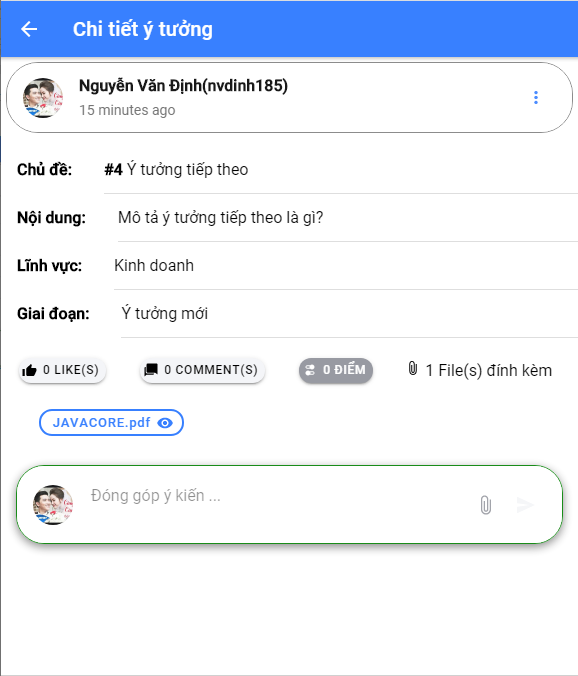 Chi tiết ý tưởng
Nguyễn Văn Định(nvdinh185)
15 minutes ago
Chủ đề: #4 Ý tưởng tiếp theo
Nội dung: Mô tả ý tưởng tiếp theo là gì?
Lĩnh vực: Kinh doanh
Giai đoạn: Ý tưởng mới
0 LIKE(S) 0 COMMENT(S) 0 ĐIỂM 1 File(s) đính kèm
JAVACORE.pdf
Đóng góp ý kiến ...